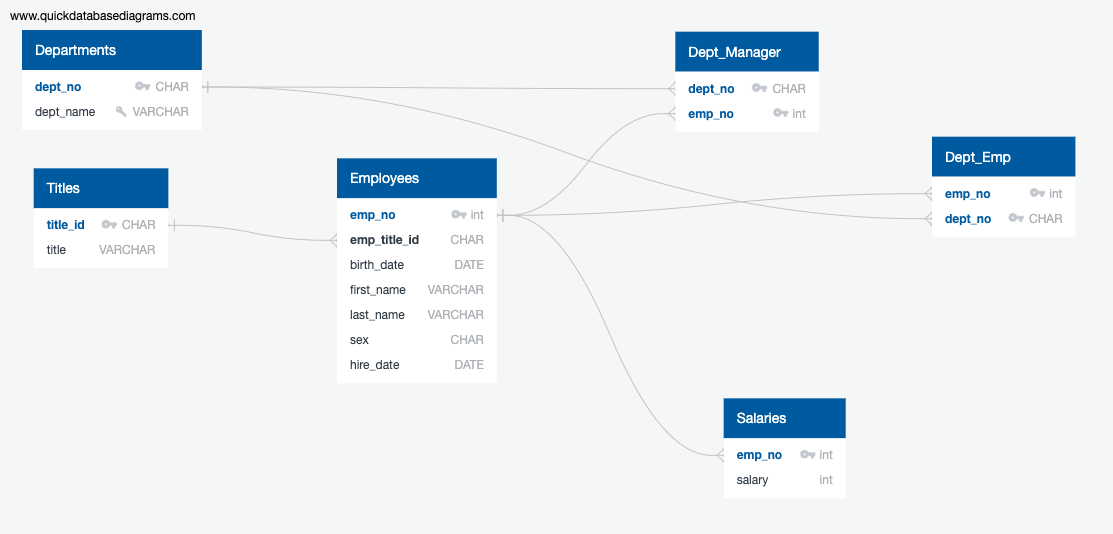 www.quickdatabasediagrams.com
Departments
dept_no CHAR
dept_name VARCHAR
Titles
title_id CHAR
title VARCHAR
Employees
emp_no int
emp_title_id CHAR
birth_date DATE
first_name VARCHAR
last_name VARCHAR
sex CHAR
hire_date DATE
Dept_Manager
dept_no CHAR
emp_no int
Dept_Emp
emp_no int
dept_no CHAR
Salaries
emp_no int
salary int